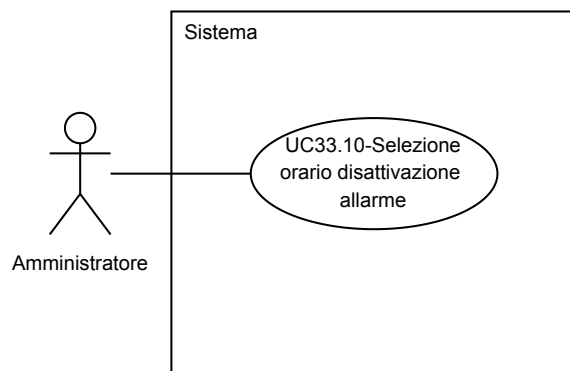 Sistema
UC33.10-Selezione
orario disattivazione
allarme
Amministratore